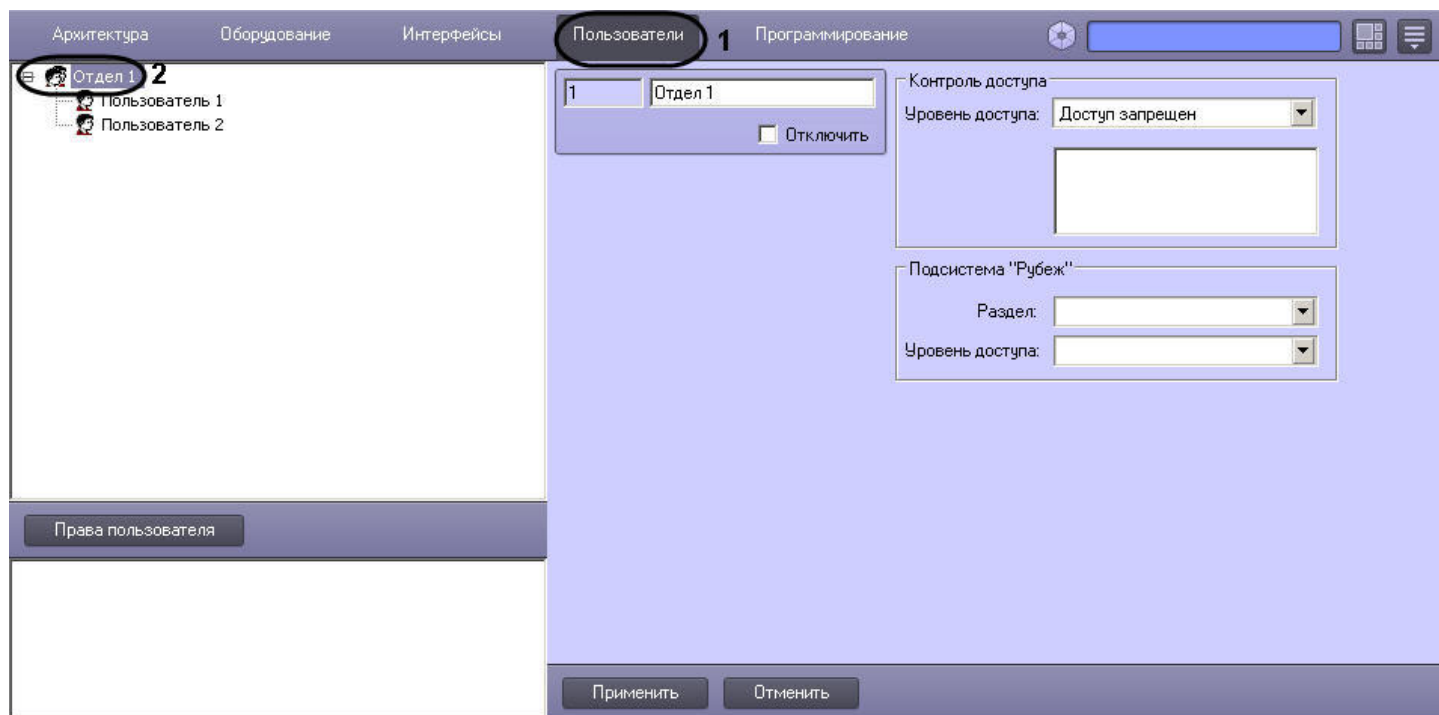 Архитектура Оборудование Интерфейсы Пользователи 1 Программирование
Отдел 1 2
Пользователь 1
Пользователь 2
1 Отдел 1
Отключить
Контроль доступа
Уровень доступа: Доступ запрещен
Подсистема "Рубеж"
Раздел:
Уровень доступа:
Права пользователя
Применить Отменить